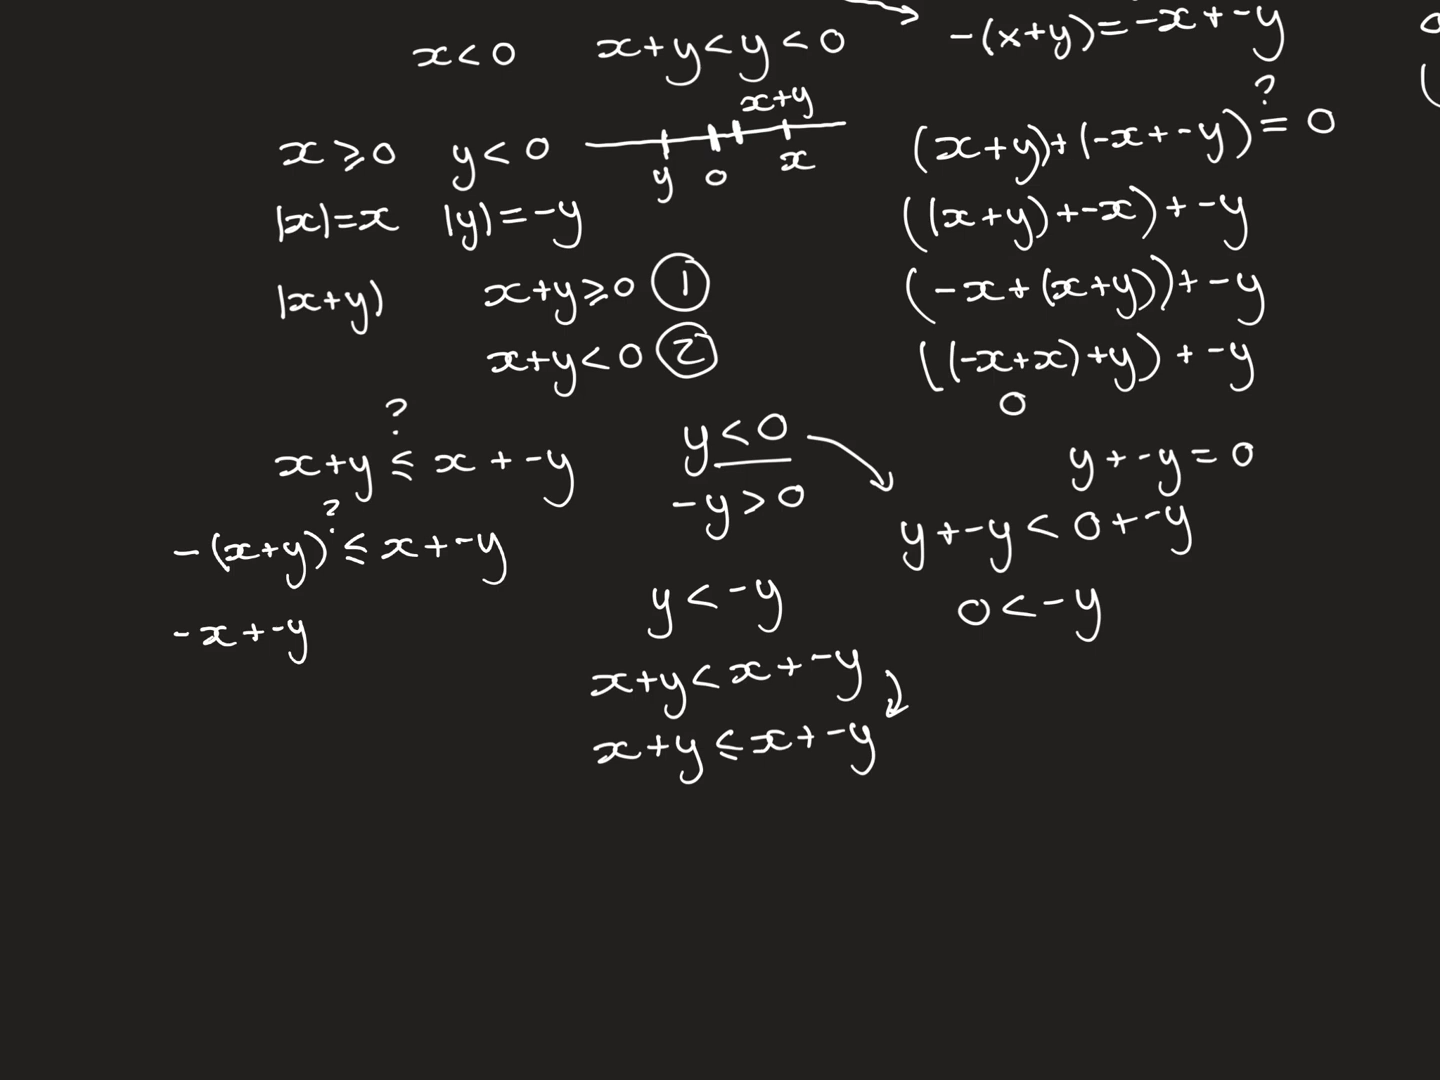 x < 0    x+y < y < 0    -(x+y) = -x + -y
x ≥ 0    y < 0    x+y
y    0    x
|x| = x    |y| = -y
|x+y|    x+y ≥ 0 ①
x+y < 0 ②
?
x+y ≤ x + -y
?
-(x+y) ≤ x + -y
-x + -y
y < 0
-y > 0
y < -y
x+y < x + -y
x+y ≤ x + -y
?
(x+y) + (-x + -y) = 0
((x+y) + -x) + -y
(-x + (x+y)) + -y
((-x+x) + y) + -y
0
y + -y = 0
y + -y < 0 + -y
0 < -y